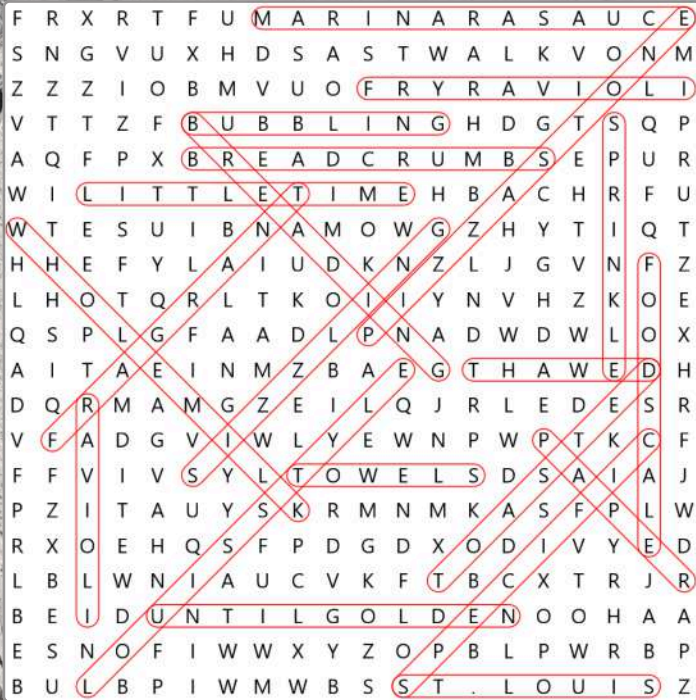 F R X R T F U M A R I N A R A S A U C E
S N G V U X H D S A S T W A L K V O N M
Z Z Z I O B M V U O F R Y R A V I O L I
V T T Z F B U B B L I N G H D G T S Q P
A Q F P X B R E A D C R U M B S E P U R
W I L I T T L E T I M E H B A C H R F U
W T E S U I B N A M O W G Z H Y T I Q T
H H E F Y L A I U D K N Z L J G V N F Z
L H O T Q R L T K O I I Y N V H Z K O E
Q S P L G F A A D L P N A D W D W L O X
A I T A E I N M Z B A E G T H A W E D H
D Q R M A M G Z E I L Q J R L E D E S R
V F A D G V I W L Y E W N P W P T K C F
F F V I V S Y L T O W E L S D S A I A J
P Z I T A U Y S K R M N M K A S F P L W
R X O E H Q S F P D G D X O D I V Y E D
L B L W N I A U C V K F T B C X T R J R
B E I D U N T I L G O L D E N O O H A A
E S N O F I W W X Y Z O P B L P W R B P
B U L B P I W M W B S S T . L O U I S Z